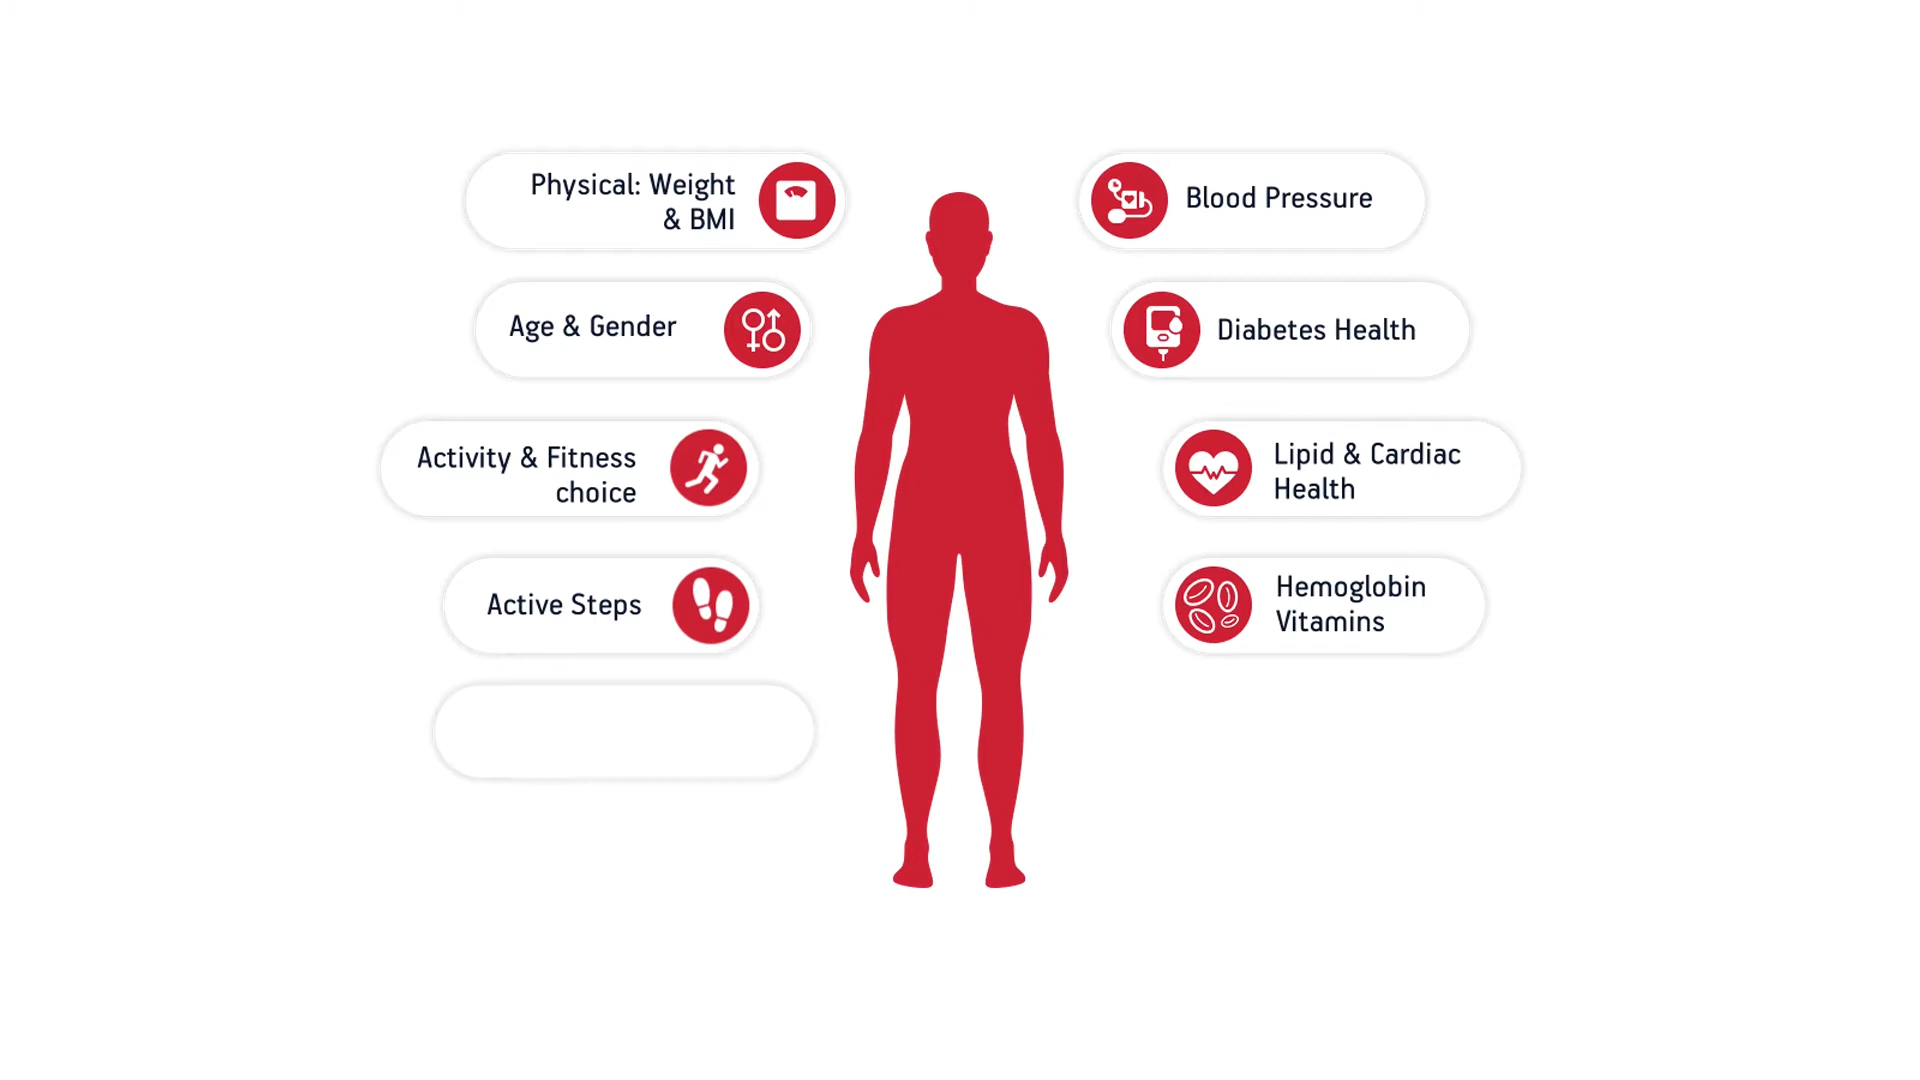 Physical: Weight
& BMI
Age & Gender
Activity & Fitness
choice
Active Steps
Blood Pressure
Diabetes Health
Lipid & Cardiac
Health
Hemoglobin
Vitamins